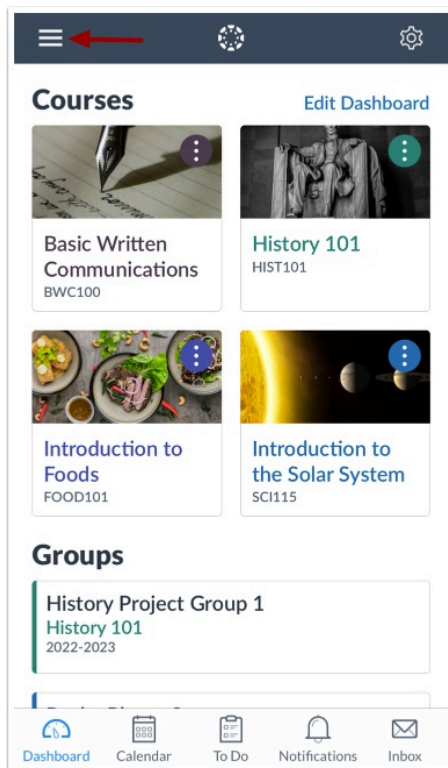 Courses
Edit Dashboard
Basic Written
Communications
BWC100
History 101
HIST101
Introduction to
Foods
FOOD101
Introduction to
the Solar System
SCI115
Groups
History Project Group 1
History 101
2022-2023
Dashboard
Calendar
To Do
Notifications
Inbox